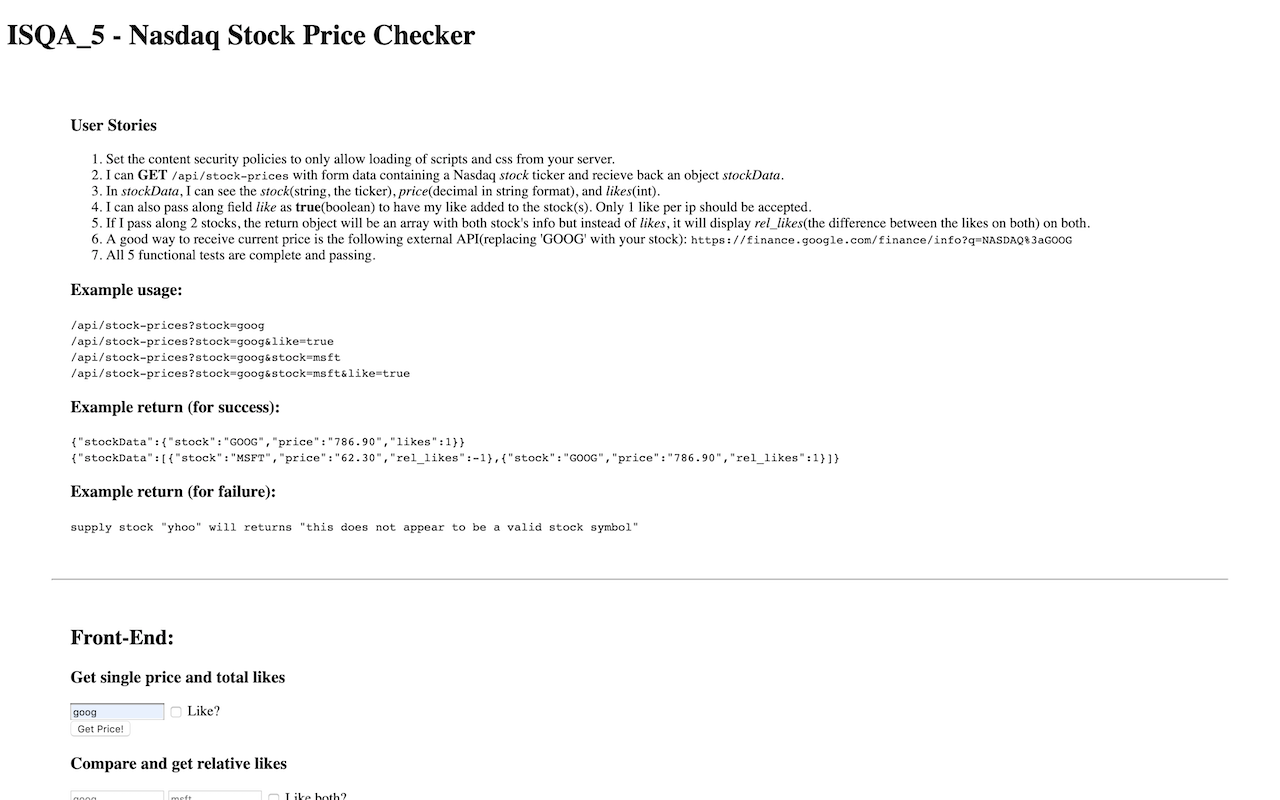 ISQA_5 - Nasdaq Stock Price Checker
User Stories
1. Set the content security policies to only allow loading of scripts and css from your server.
2. I can GET /api/stock-prices with form data containing a Nasdaq stock ticker and recieve back an object stockData.
3. In stockData, I can see the stock(string, the ticker), price(decimal in string format), and likes(int).
4. I can also pass along field like as true(boolean) to have my like added to the stock(s). Only 1 like per ip should be accepted.
5. If I pass along 2 stocks, the return object will be an array with both stock's info but instead of likes, it will display rel_likes(the difference between the likes on both) on both.
6. A good way to receive current price is the following external API(replacing 'GOOG' with your stock): https://finance.google.com/finance/info?q=NASDAQ%3aGOOG
7. All 5 functional tests are complete and passing.
Example usage:
/api/stock-prices?stock=goog
/api/stock-prices?stock=goog&like=true
/api/stock-prices?stock=goog&stock=msft
/api/stock-prices?stock=goog&stock=msft&like=true
Example return (for success):
{"stockData":{"stock":"GOOG","price":"786.90","likes":1}}
{"stockData":[{"stock":"MSFT","price":"62.30","rel_likes":-1},{"stock":"GOOG","price":"786.90","rel_likes":1}]}
Example return (for failure):
supply stock "yhoo" will returns "this does not appear to be a valid stock symbol"
Front-End:
Get single price and total likes
goog Like?
Get Price!
Compare and get relative likes
goog msft Like both?